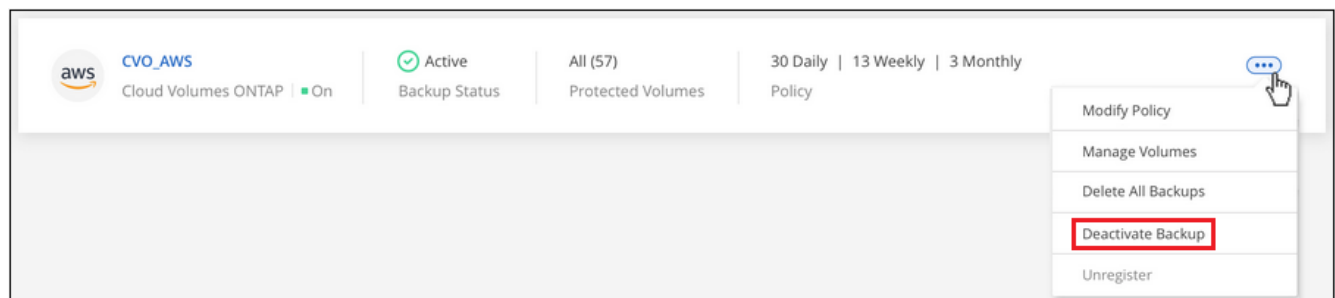 aws
CVO_AWS
Cloud Volumes ONTAP
On
Active
Backup Status
All (57)
Protected Volumes
30 Daily | 13 Weekly | 3 Monthly
Policy
Modify Policy
Manage Volumes
Delete All Backups
Deactivate Backup
Unregister